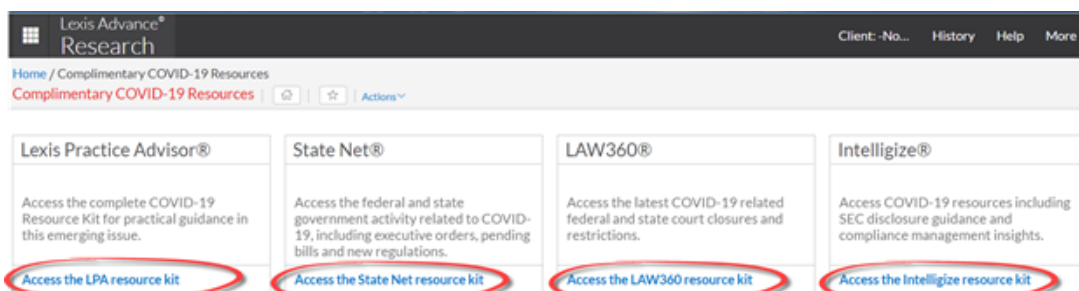 Lexis Advance®
Research
Client: -No... History Help More
Home / Complimentary COVID-19 Resources
Complimentary COVID-19 Resources | | | Actions
Lexis Practice Advisor®
Access the complete COVID-19
Resource Kit for practical guidance in
this emerging issue.
Access the LPA resource kit
State Net®
Access the federal and state
government activity related to COVID-
19, including executive orders, pending
bills and new regulations.
Access the State Net resource kit
LAW360®
Access the latest COVID-19 related
federal and state court closures and
restrictions.
Access the LAW360 resource kit
Intelligize®
Access COVID-19 resources including
SEC disclosure guidance and
compliance management insights.
Access the Intelligize resource kit